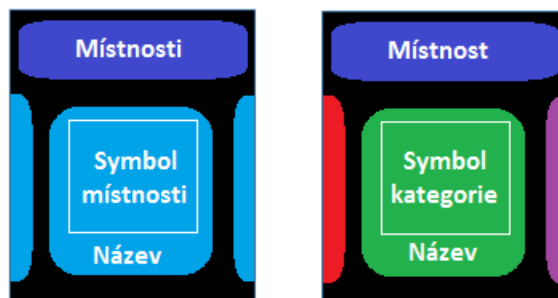 Místnosti
Symbol
místnosti
Název
Místnost
Symbol
kategorie
Název